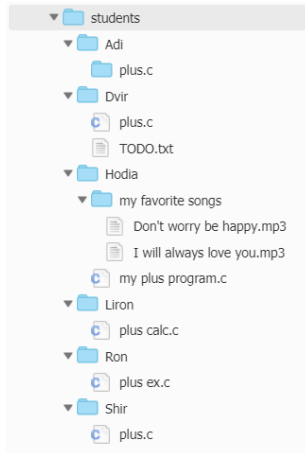 students
Adi
plus.c
Dvir
plus.c
TODO.txt
Hodia
my favorite songs
Don't worry be happy.mp3
I will always love you.mp3
my plus program.c
Liron
plus calc.c
Ron
plus ex.c
Shir
plus.c